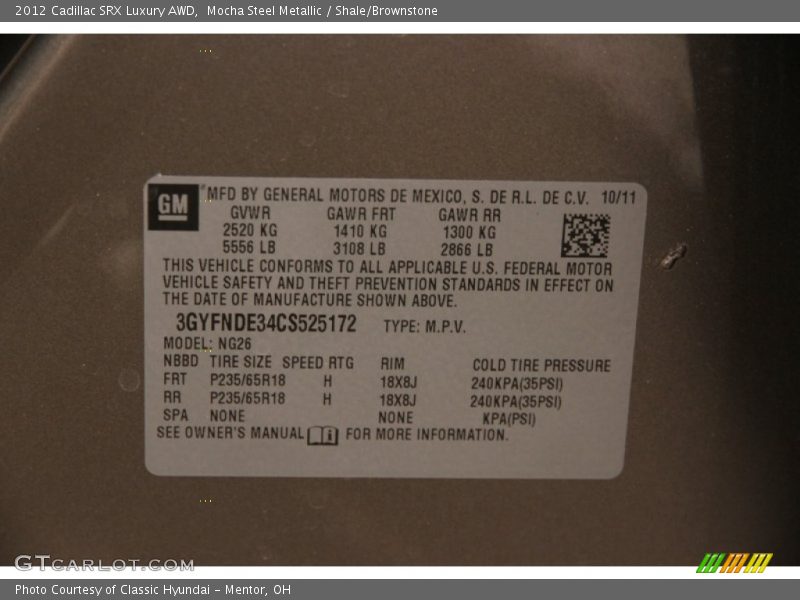 2012 Cadillac SRX Luxury AWD,  Mocha Steel Metallic / Shale/Brownstone
GM MFD BY GENERAL MOTORS DE MEXICO, S. DE R.L. DE C.V. 10/11
GVWR GAWR FRT GAWR RR
2520 KG 1410 KG 1300 KG
5556 LB 3108 LB 2866 LB
THIS VEHICLE CONFORMS TO ALL APPLICABLE U.S. FEDERAL MOTOR
VEHICLE SAFETY AND THEFT PREVENTION STANDARDS IN EFFECT ON
THE DATE OF MANUFACTURE SHOWN ABOVE.
3GYFNDE34CS525172 TYPE: M.P.V.
MODEL: NG26
NBBD TIRE SIZE SPEED RTG RIM COLD TIRE PRESSURE
FRT P235/65R18 H 18X8J 240KPA(35PSI)
RR P235/65R18 H 18X8J 240KPA(35PSI)
SPA NONE NONE KPA(PSI)
SEE OWNER'S MANUAL FOR MORE INFORMATION.
GTCARLOT.COM
Photo Courtesy of Classic Hyundai - Mentor, OH